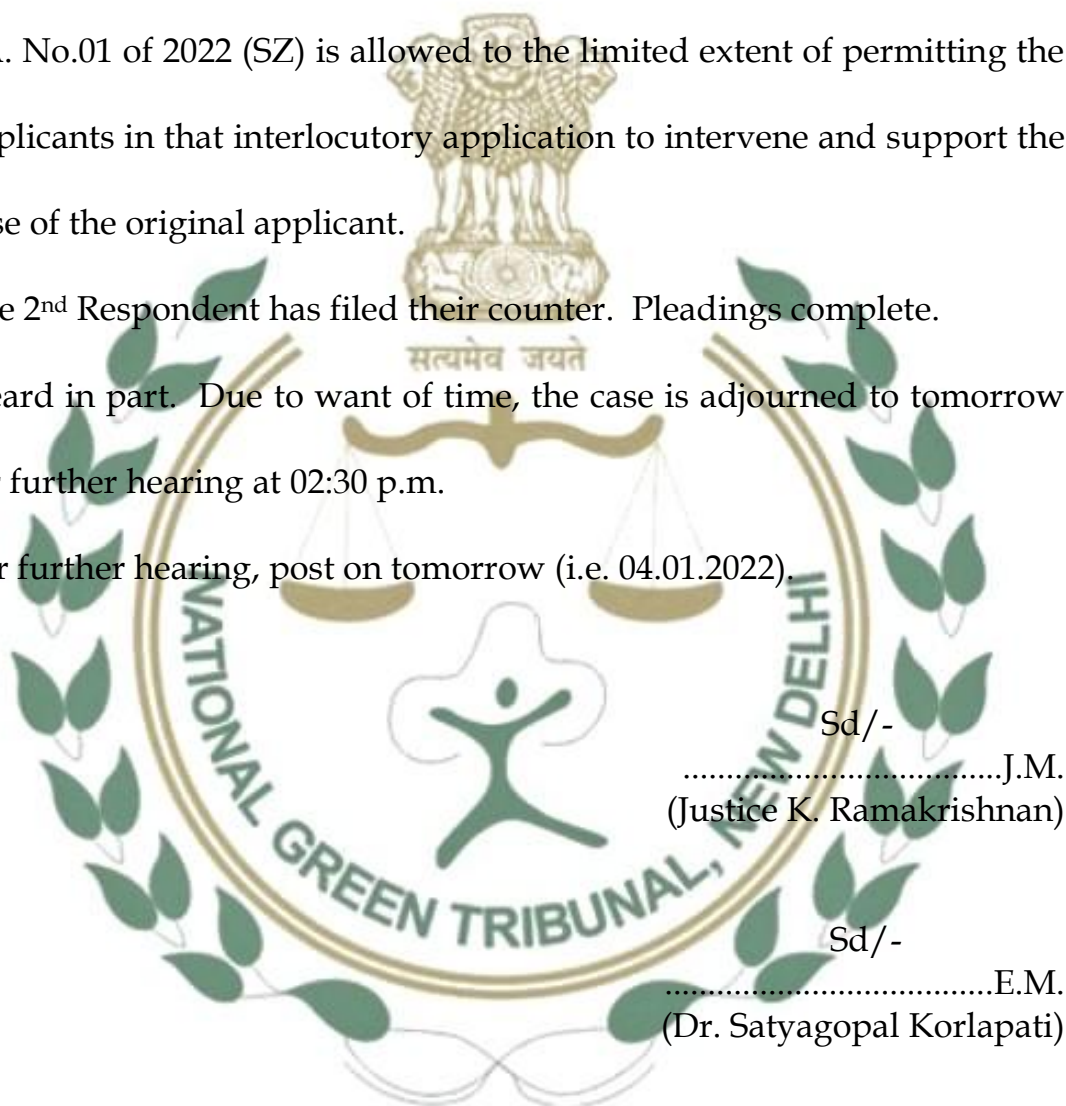 . No.01 of 2022 (SZ) is allowed to the limited extent of permitting the
plicants in that interlocutory application to intervene and support the
se of the original applicant.
e 2nd Respondent has filed their counter. Pleadings complete.
सत्यमेव जयते
eard in part. Due to want of time, the case is adjourned to tomorrow
r further hearing at 02:30 p.m.
r further hearing, post on tomorrow (i.e. 04.01.2022).
NATIONAL GREEN TRIBUNAL, NEW DELHI
Sd/-
....................................J.M.
(Justice K. Ramakrishnan)
Sd/-
.....................................E.M.
(Dr. Satyagopal Korlapati)